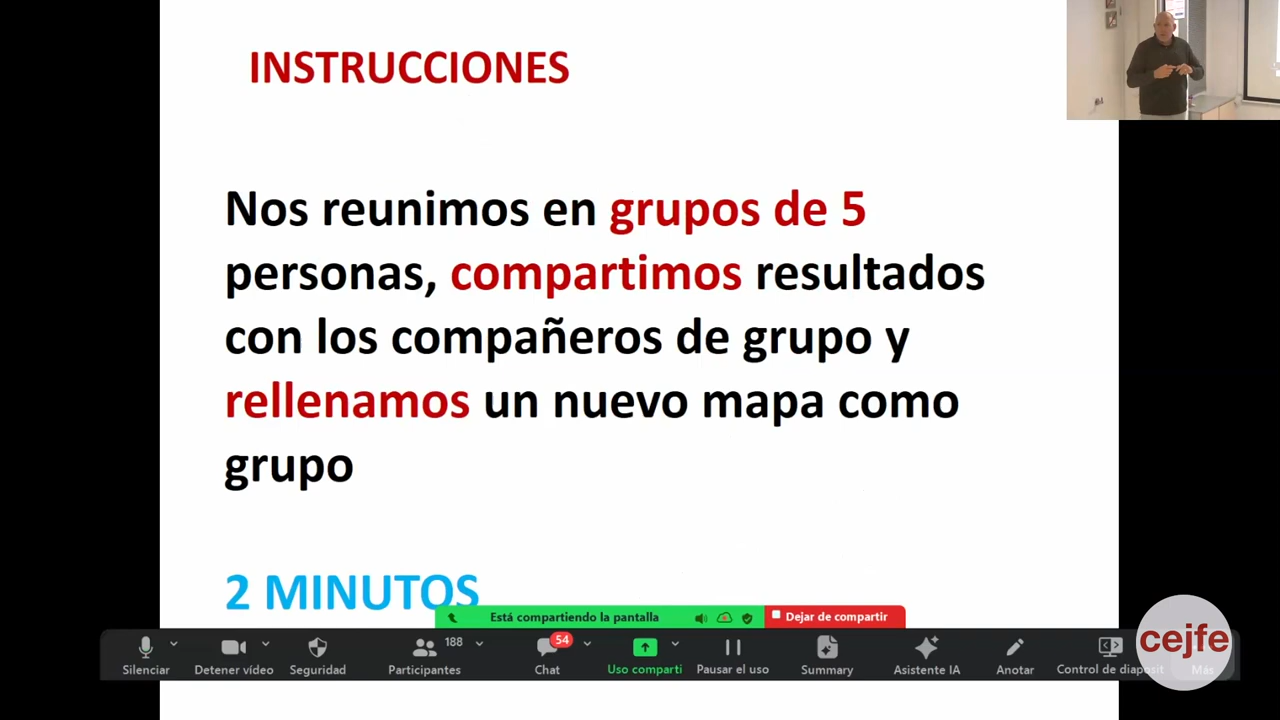 INSTRUCCIONES
Nos reunimos en grupos de 5
personas, compartimos resultados
con los compañeros de grupo y
rellenamos un nuevo mapa como
grupo
2 MINUTOS
Está compartiendo la pantalla
Dejar de compartir
188
54
Silenciar
Detener vídeo
Seguridad
Participantes
Chat
Uso comparti
Pausar el uso
Summary
Asistente IA
Anotar
Control de diaposit
Más
cejfe